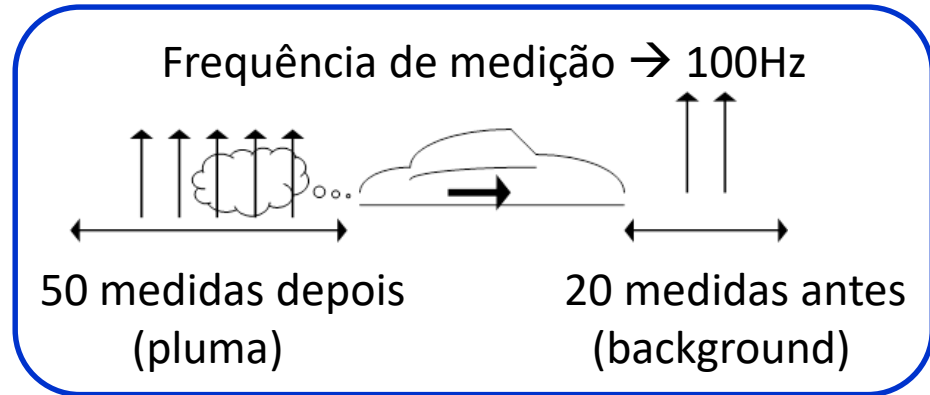 Frequência de medição → 100Hz
50 medidas depois
(pluma)
20 medidas antes
(background)